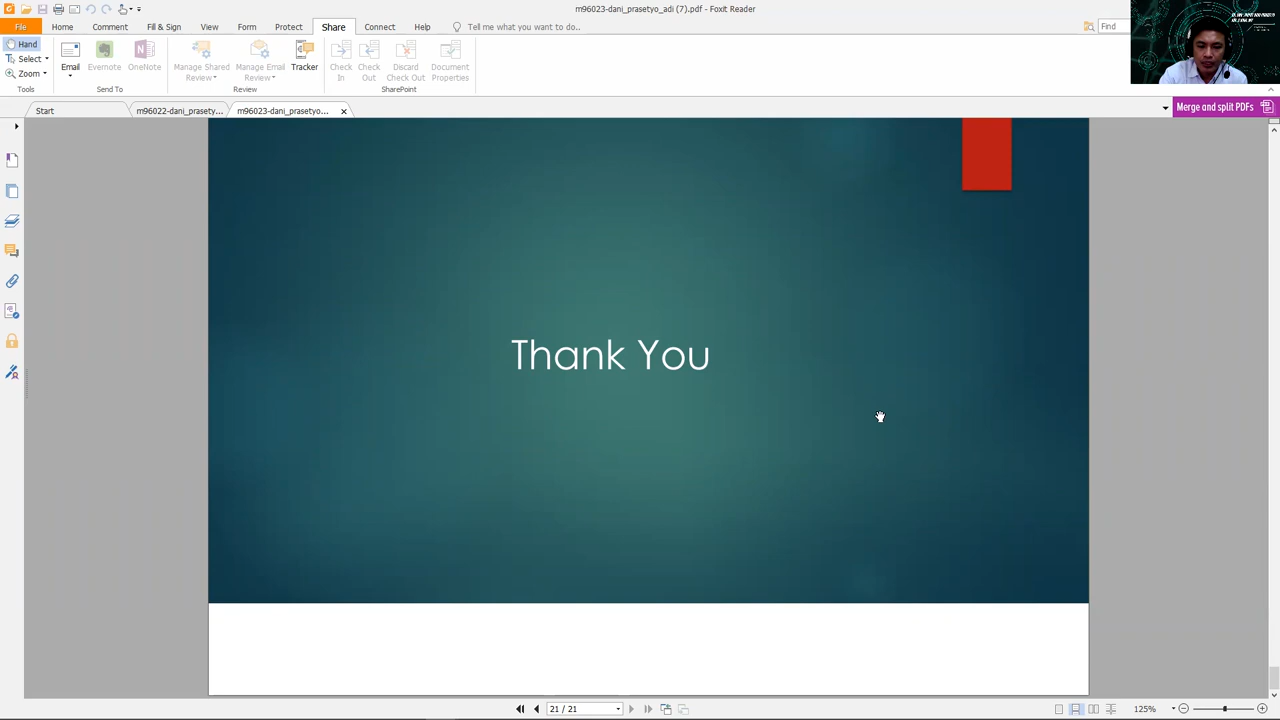 m96023-dani_prasetyo_adi (7).pdf - Foxit Reader
File Home Comment Fill & Sign View Form Protect Share Connect Help Tell me what you want to do.. Find
Hand
Select
Zoom
Tools
Email
Evernote
OneNote
Send To
Manage Shared Review
Manage Email Review
Tracker
Review
Check In
Check Out
Discard Check Out
Document Properties
SharePoint
Start m96022-dani_prasety... m96023-dani_prasetyo... Merge and split PDFs
Thank You
21 / 21 125%